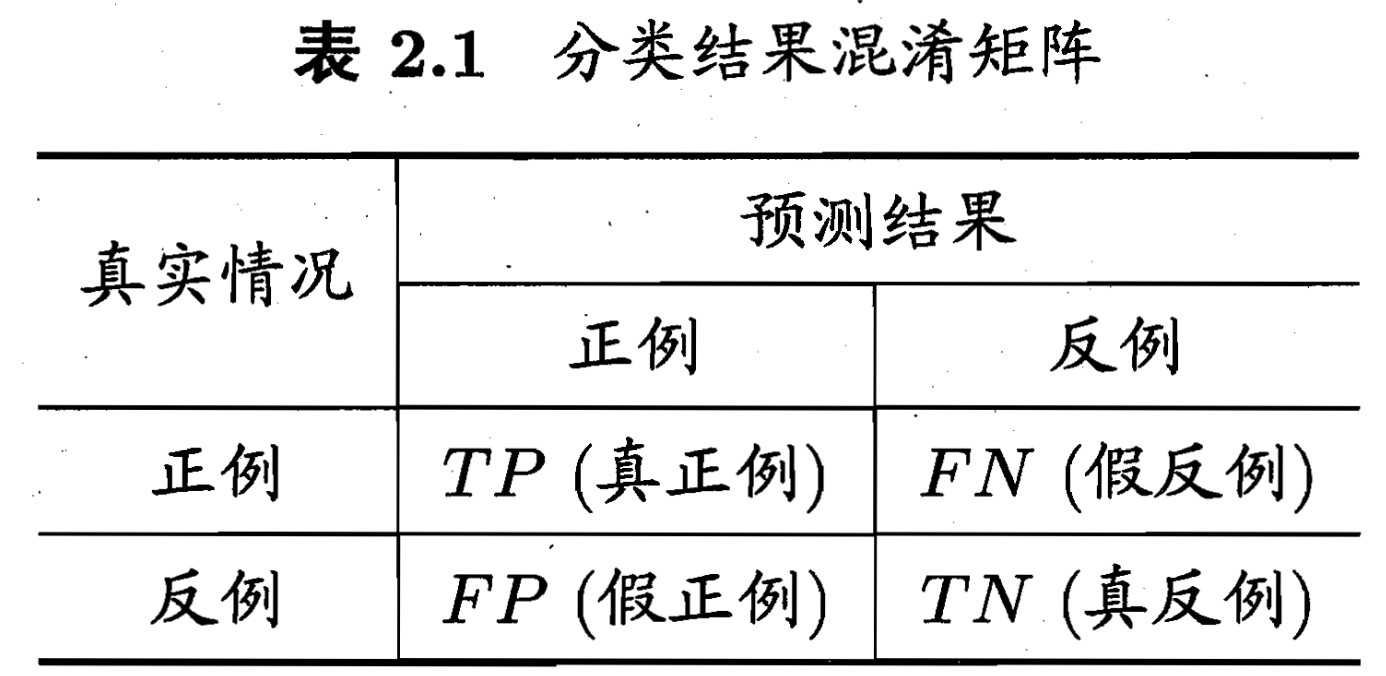 表 2.1 分类结果混淆矩阵
真实情况 预测结果
正例 反例
正例 TP (真正例) FN (假反例)
反例 FP (假正例) TN (真反例)